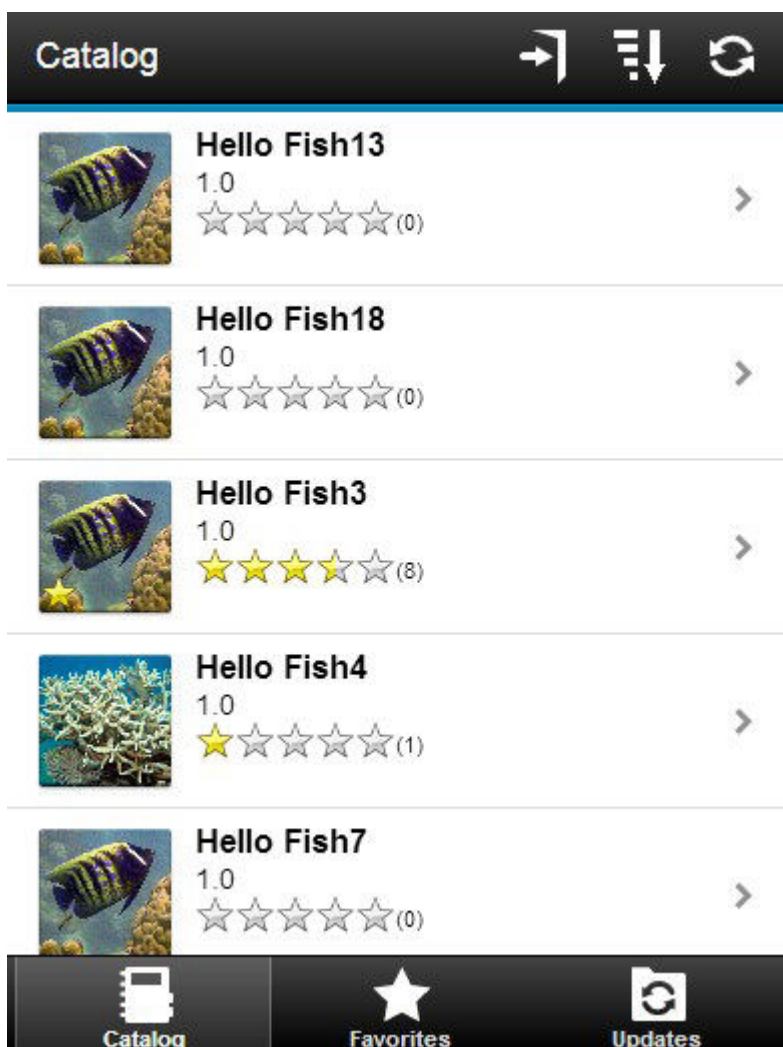 Catalog
Hello Fish13
1.0
(0)
Hello Fish18
1.0
(0)
Hello Fish3
1.0
(8)
Hello Fish4
1.0
(1)
Hello Fish7
1.0
(0)
Catalog Favorites Updates